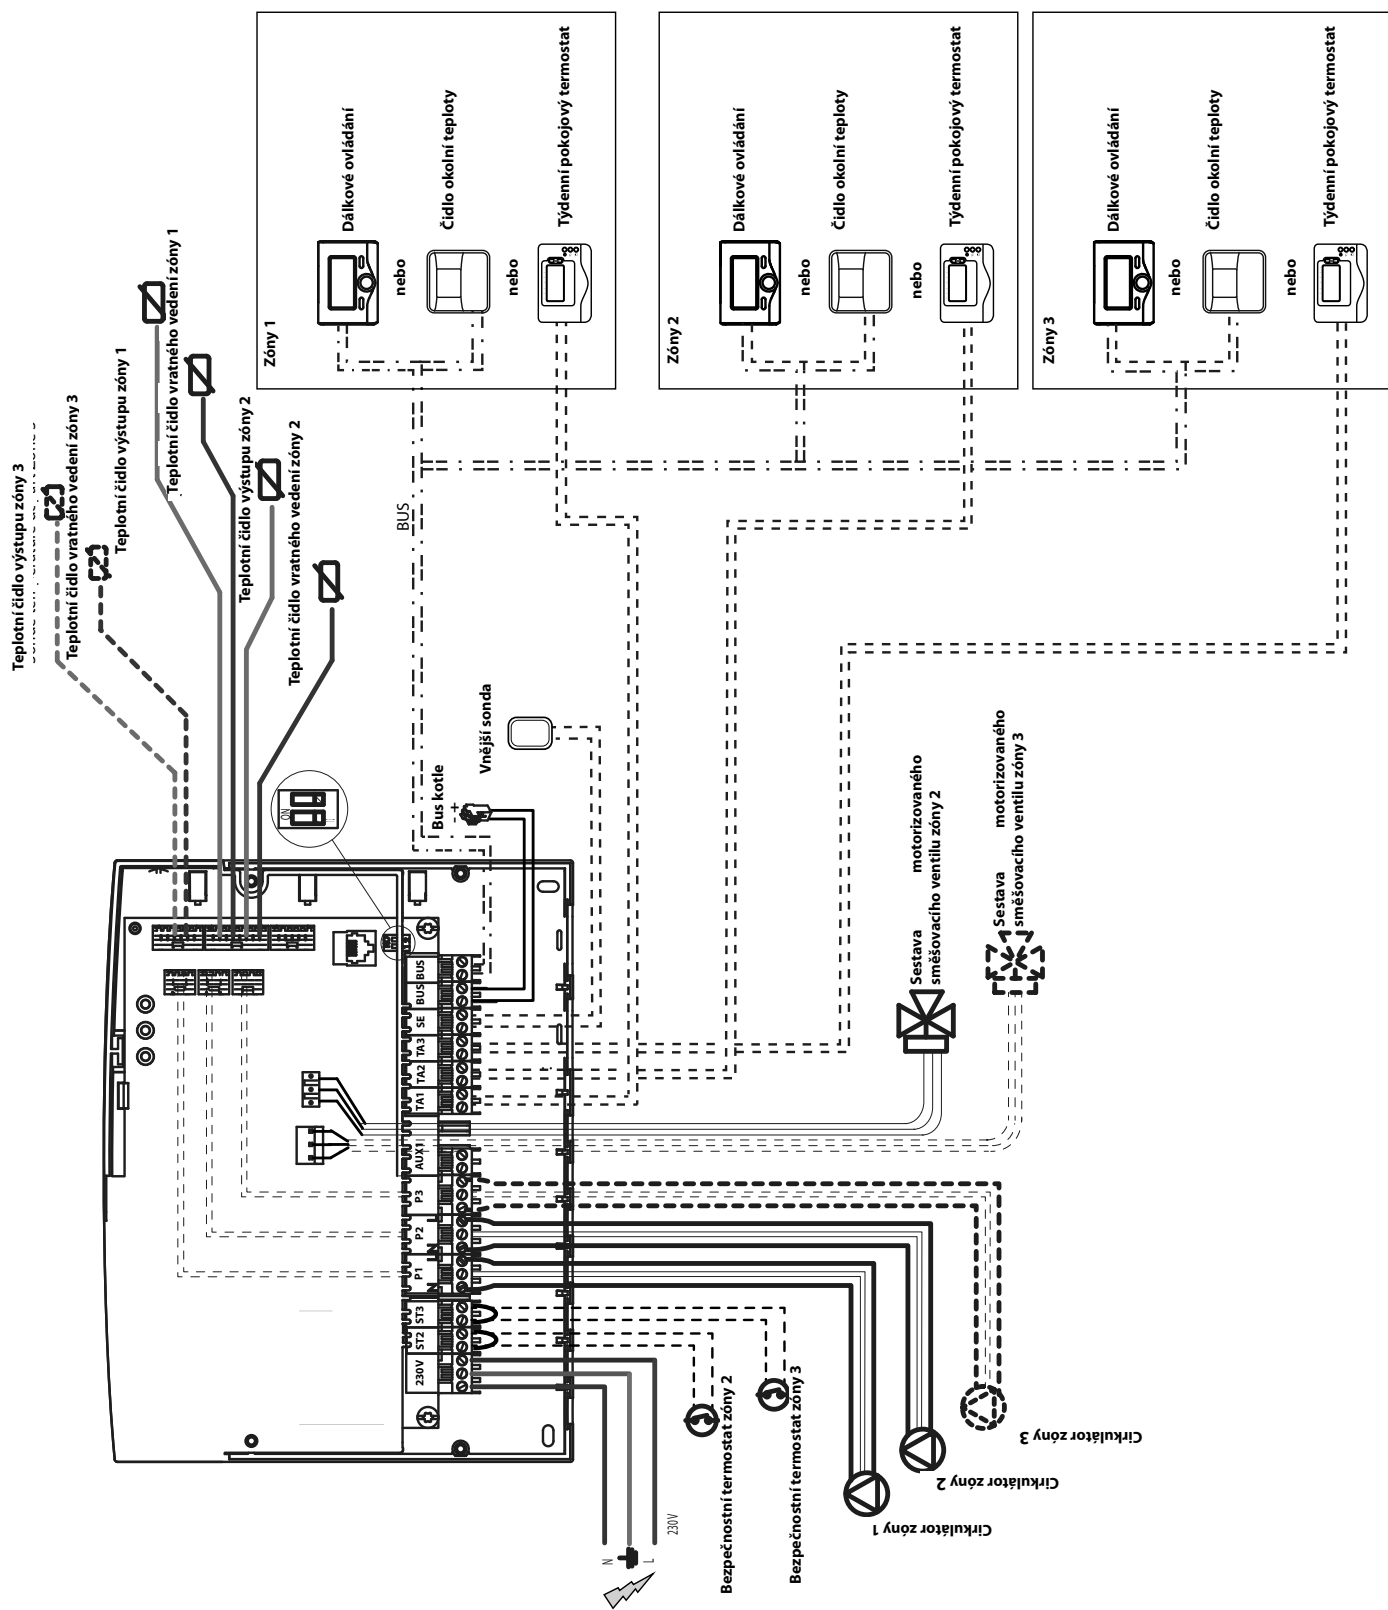 Teplotní čidlo výstupu zóny 3
Teplotní čidlo vratného vedení zóny 3
Teplotní čidlo výstupu zóny 1
Teplotní čidlo vratného vedení zóny 1
Teplotní čidlo výstupu zóny 2
Teplotní čidlo vratného vedení zóny 2
Zóny 1
Dálkové ovládání
nebo
Čidlo okolní teploty
nebo
Týdenní pokojový termostat
Zóny 2
Dálkové ovládání
nebo
Čidlo okolní teploty
nebo
Týdenní pokojový termostat
Zóny 3
Dálkové ovládání
nebo
Čidlo okolní teploty
nebo
Týdenní pokojový termostat
BUS
Bus kotle
- +
Vnější sonda
ON
Sestava motorizovaného
směšovacího ventilu zóny 2
Sestava motorizovaného
směšovacího ventilu zóny 3
230V
ST2
ST3
P1
P2
P3
AUX1
TA1
TA2
TA3
SE
BUS
BUS
N
L
N
L
N
L
230V
Bezpečnostní termostat zóny 2
Bezpečnostní termostat zóny 3
Cirkulátor zóny 1
Cirkulátor zóny 2
Cirkulátor zóny 3